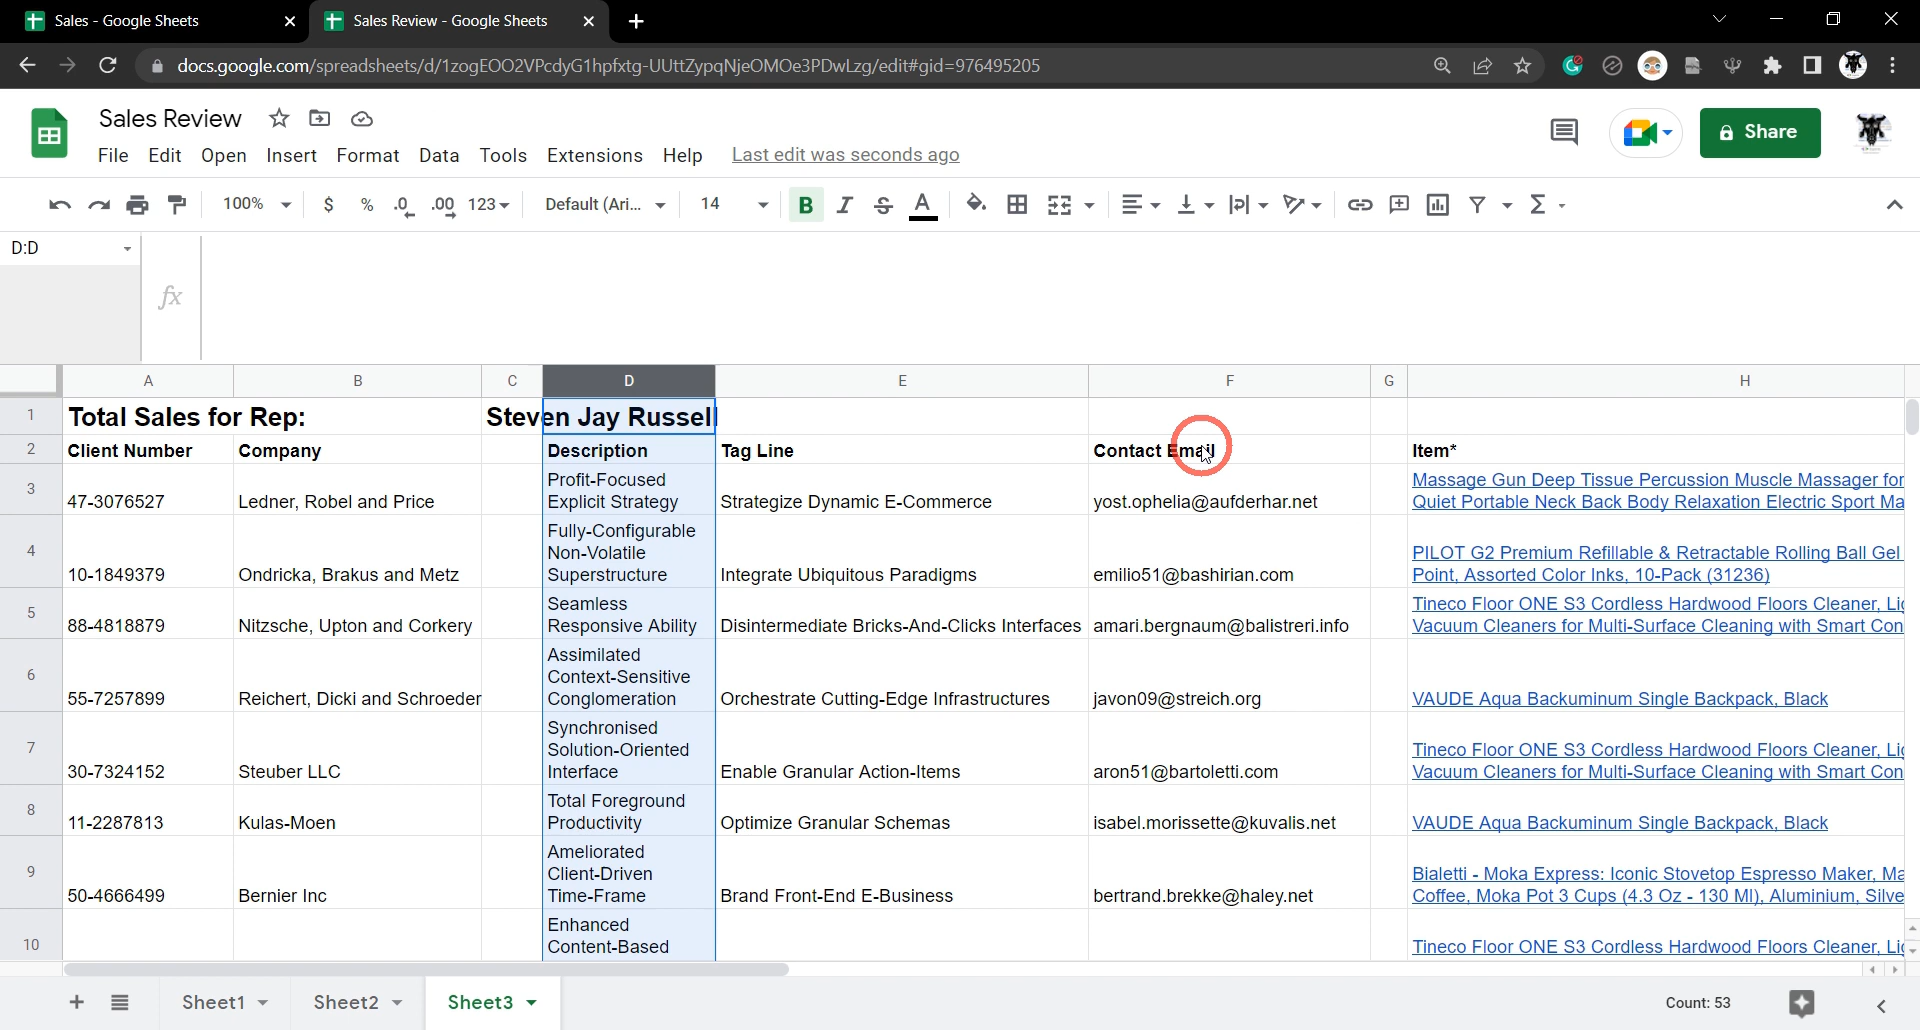 Sales - Google Sheets
Sales Review - Google Sheets
docs.google.com/spreadsheets/d/1zogEOO2VPcdyG1hpfxtg-UUttZypqNjeOMOe3PDwLzg/edit#gid=976495205
Sales Review
File Edit Open Insert Format Data Tools Extensions Help Last edit was seconds ago
Share
100% $ % .0 .00 123 Default (Ari... 14 B I S A
D:D
fx
A B C D E F G H
1 Total Sales for Rep: Steven Jay Russell
2 Client Number Company Description Tag Line Contact Email Item*
Profit-Focused Massage Gun Deep Tissue Percussion Muscle Massager for
3 47-3076527 Ledner, Robel and Price Explicit Strategy Strategize Dynamic E-Commerce yost.ophelia@aufderhar.net Quiet Portable Neck Back Body Relaxation Electric Sport Ma
Fully-Configurable
4 Non-Volatile PILOT G2 Premium Refillable & Retractable Rolling Ball Gel
10-1849379 Ondricka, Brakus and Metz Superstructure Integrate Ubiquitous Paradigms emilio51@bashirian.com Point, Assorted Color Inks, 10-Pack (31236)
5 Seamless Tineco Floor ONE S3 Cordless Hardwood Floors Cleaner, Lig
88-4818879 Nitzsche, Upton and Corkery Responsive Ability Disintermediate Bricks-And-Clicks Interfaces amari.bergnaum@balistreri.info Vacuum Cleaners for Multi-Surface Cleaning with Smart Con
Assimilated
6 Context-Sensitive
55-7257899 Reichert, Dicki and Schroeder Conglomeration Orchestrate Cutting-Edge Infrastructures javon09@streich.org VAUDE Aqua Backuminum Single Backpack, Black
Synchronised
7 Solution-Oriented Tineco Floor ONE S3 Cordless Hardwood Floors Cleaner, Lig
30-7324152 Steuber LLC Interface Enable Granular Action-Items aron51@bartoletti.com Vacuum Cleaners for Multi-Surface Cleaning with Smart Con
8 Total Foreground
11-2287813 Kulas-Moen Productivity Optimize Granular Schemas isabel.morissette@kuvalis.net VAUDE Aqua Backuminum Single Backpack, Black
Ameliorated
9 Client-Driven Bialetti - Moka Express: Iconic Stovetop Espresso Maker, Ma
50-4666499 Bernier Inc Time-Frame Brand Front-End E-Business bertrand.brekke@haley.net Coffee, Moka Pot 3 Cups (4.3 Oz - 130 Ml), Aluminium, Silve
Enhanced
10 Content-Based Tineco Floor ONE S3 Cordless Hardwood Floors Cleaner, Lig
Sheet1 Sheet2 Sheet3 Count: 53